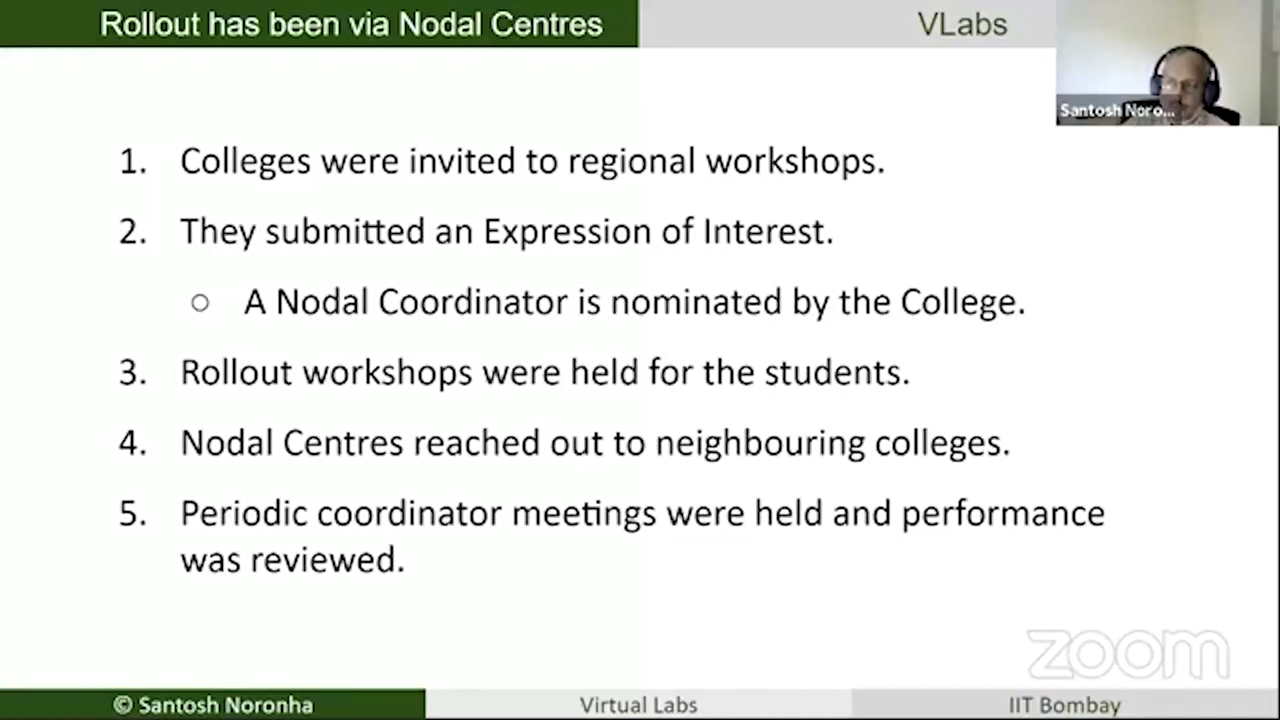 Rollout has been via Nodal Centres
VLabs
Santosh Noro...
1. Colleges were invited to regional workshops.
2. They submitted an Expression of Interest.
○ A Nodal Coordinator is nominated by the College.
3. Rollout workshops were held for the students.
4. Nodal Centres reached out to neighbouring colleges.
5. Periodic coordinator meetings were held and performance
was reviewed.
zoom
© Santosh Noronha
Virtual Labs
IIT Bombay